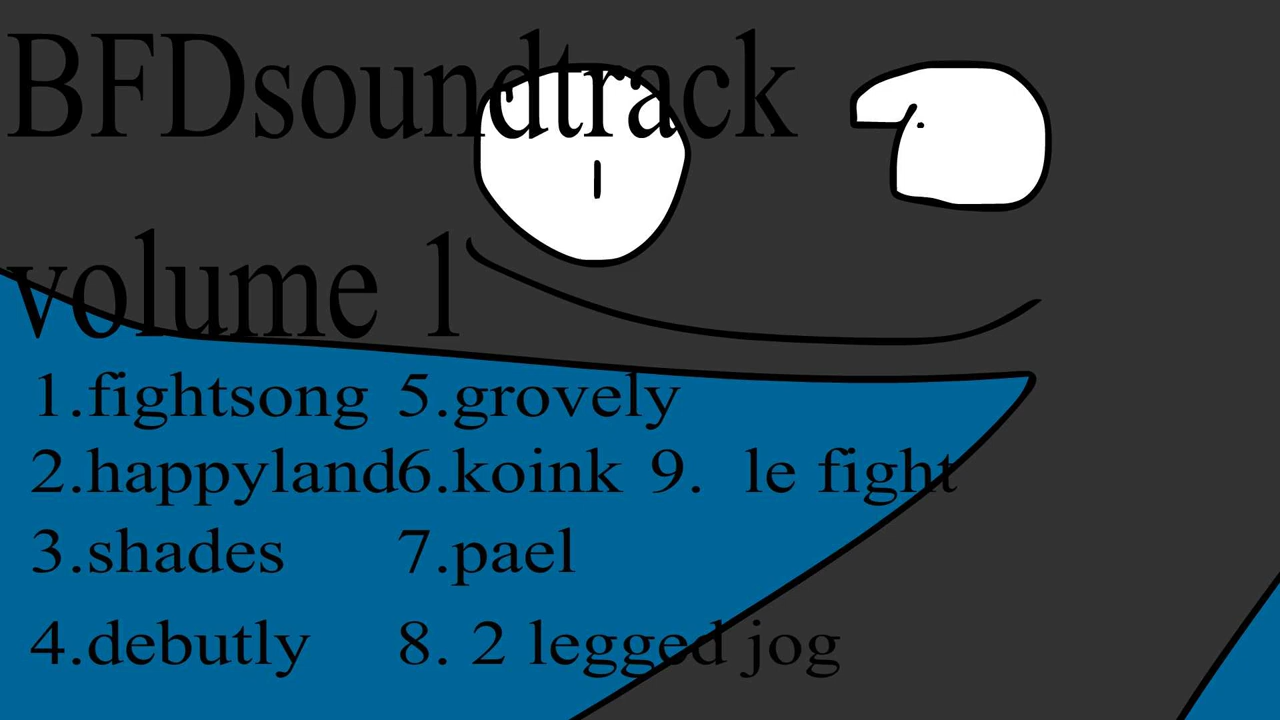 BFDsoundtrack
volume 1
1.fightsong 5.grovely
2.happyland6.koink 9. le fight
3.shades 7.pael
4.debutly 8. 2 legged jog